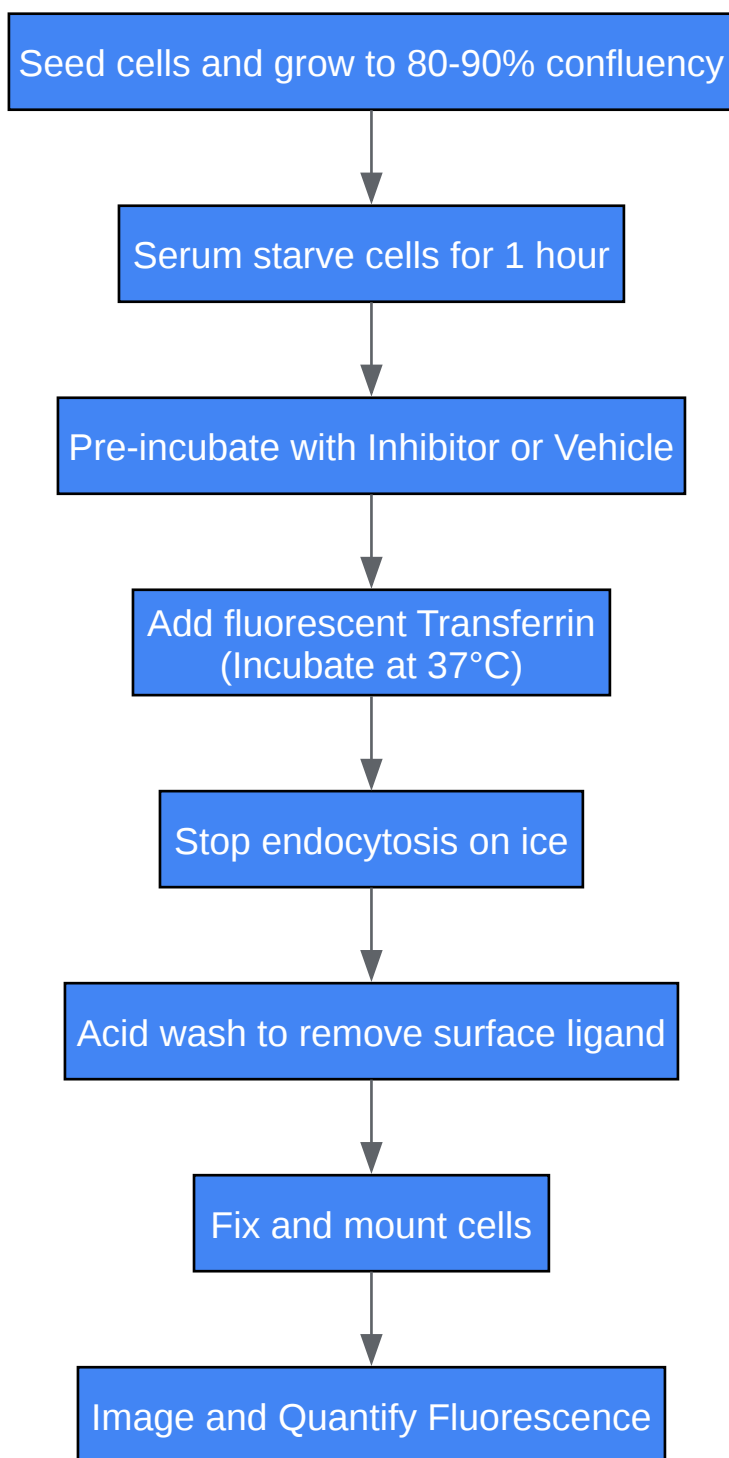 Seed cells and grow to 80-90% confluency
Serum starve cells for 1 hour
Pre-incubate with Inhibitor or Vehicle
Add fluorescent Transferrin
(Incubate at 37°C)
Stop endocytosis on ice
Acid wash to remove surface ligand
Fix and mount cells
Image and Quantify Fluorescence